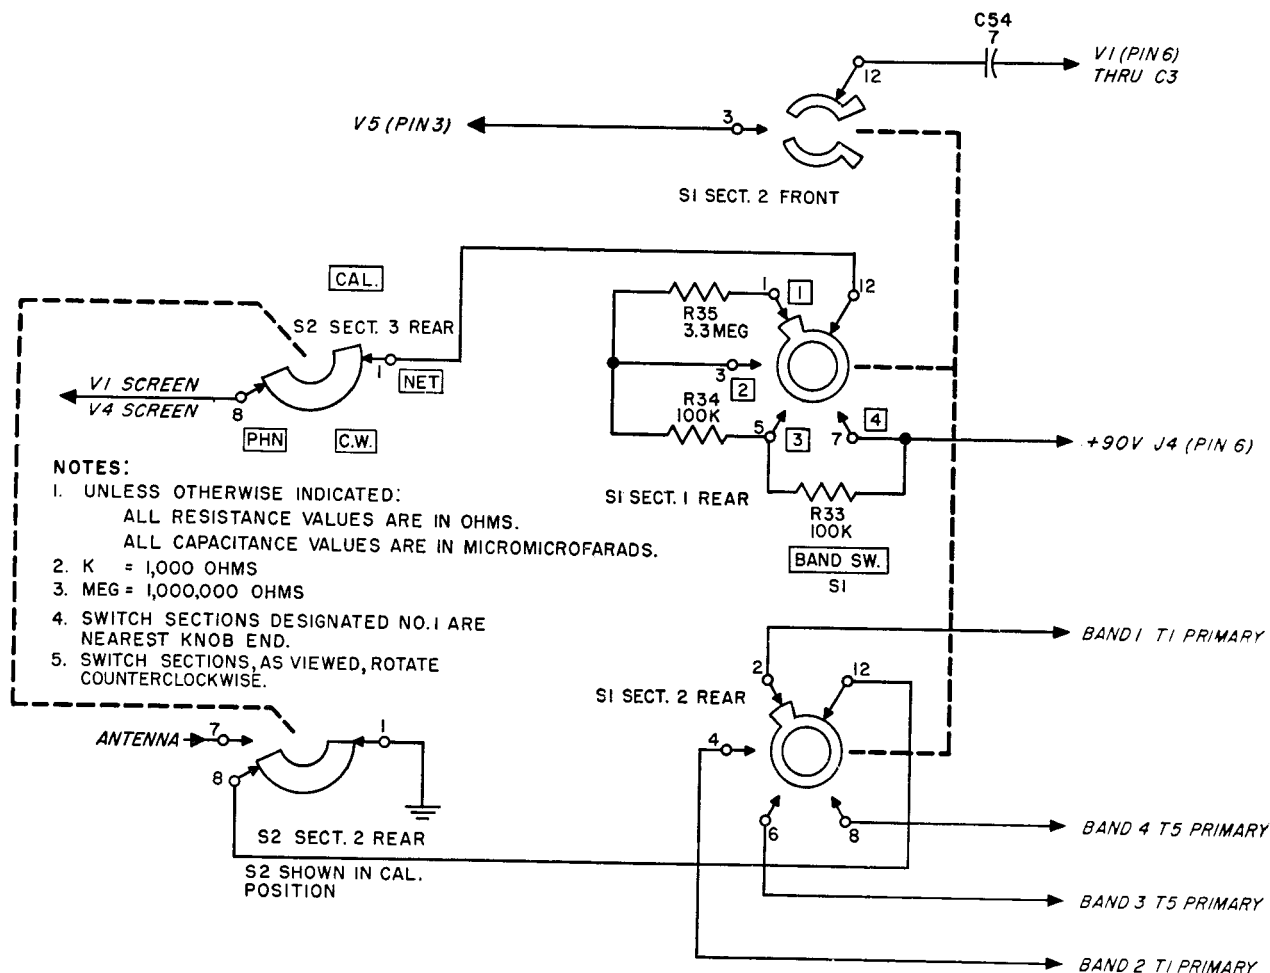 C54
7
V1 (PIN 6)
THRU C3
12
3
V5 (PIN 3)
S1 SECT. 2 FRONT
CAL.
S2 SECT. 3 REAR
1
NET
V1 SCREEN
V4 SCREEN
8
PHN
C.W.
1
1
12
R35
3.3 MEG
3
2
R34
100K
5
3
7
4
+90V J4 (PIN 6)
S1 SECT. 1 REAR
R33
100K
BAND SW.
S1
NOTES:
1. UNLESS OTHERWISE INDICATED:
ALL RESISTANCE VALUES ARE IN OHMS.
ALL CAPACITANCE VALUES ARE IN MICROMICROFARADS.
2. K = 1,000 OHMS
3. MEG = 1,000,000 OHMS
4. SWITCH SECTIONS DESIGNATED NO. 1 ARE
NEAREST KNOB END.
5. SWITCH SECTIONS, AS VIEWED, ROTATE
COUNTERCLOCKWISE.
BAND 1 T1 PRIMARY
2
12
S1 SECT. 2 REAR
ANTENNA
7
1
4
8
6
8
BAND 4 T5 PRIMARY
S2 SECT. 2 REAR
S2 SHOWN IN CAL.
POSITION
BAND 3 T5 PRIMARY
BAND 2 T1 PRIMARY